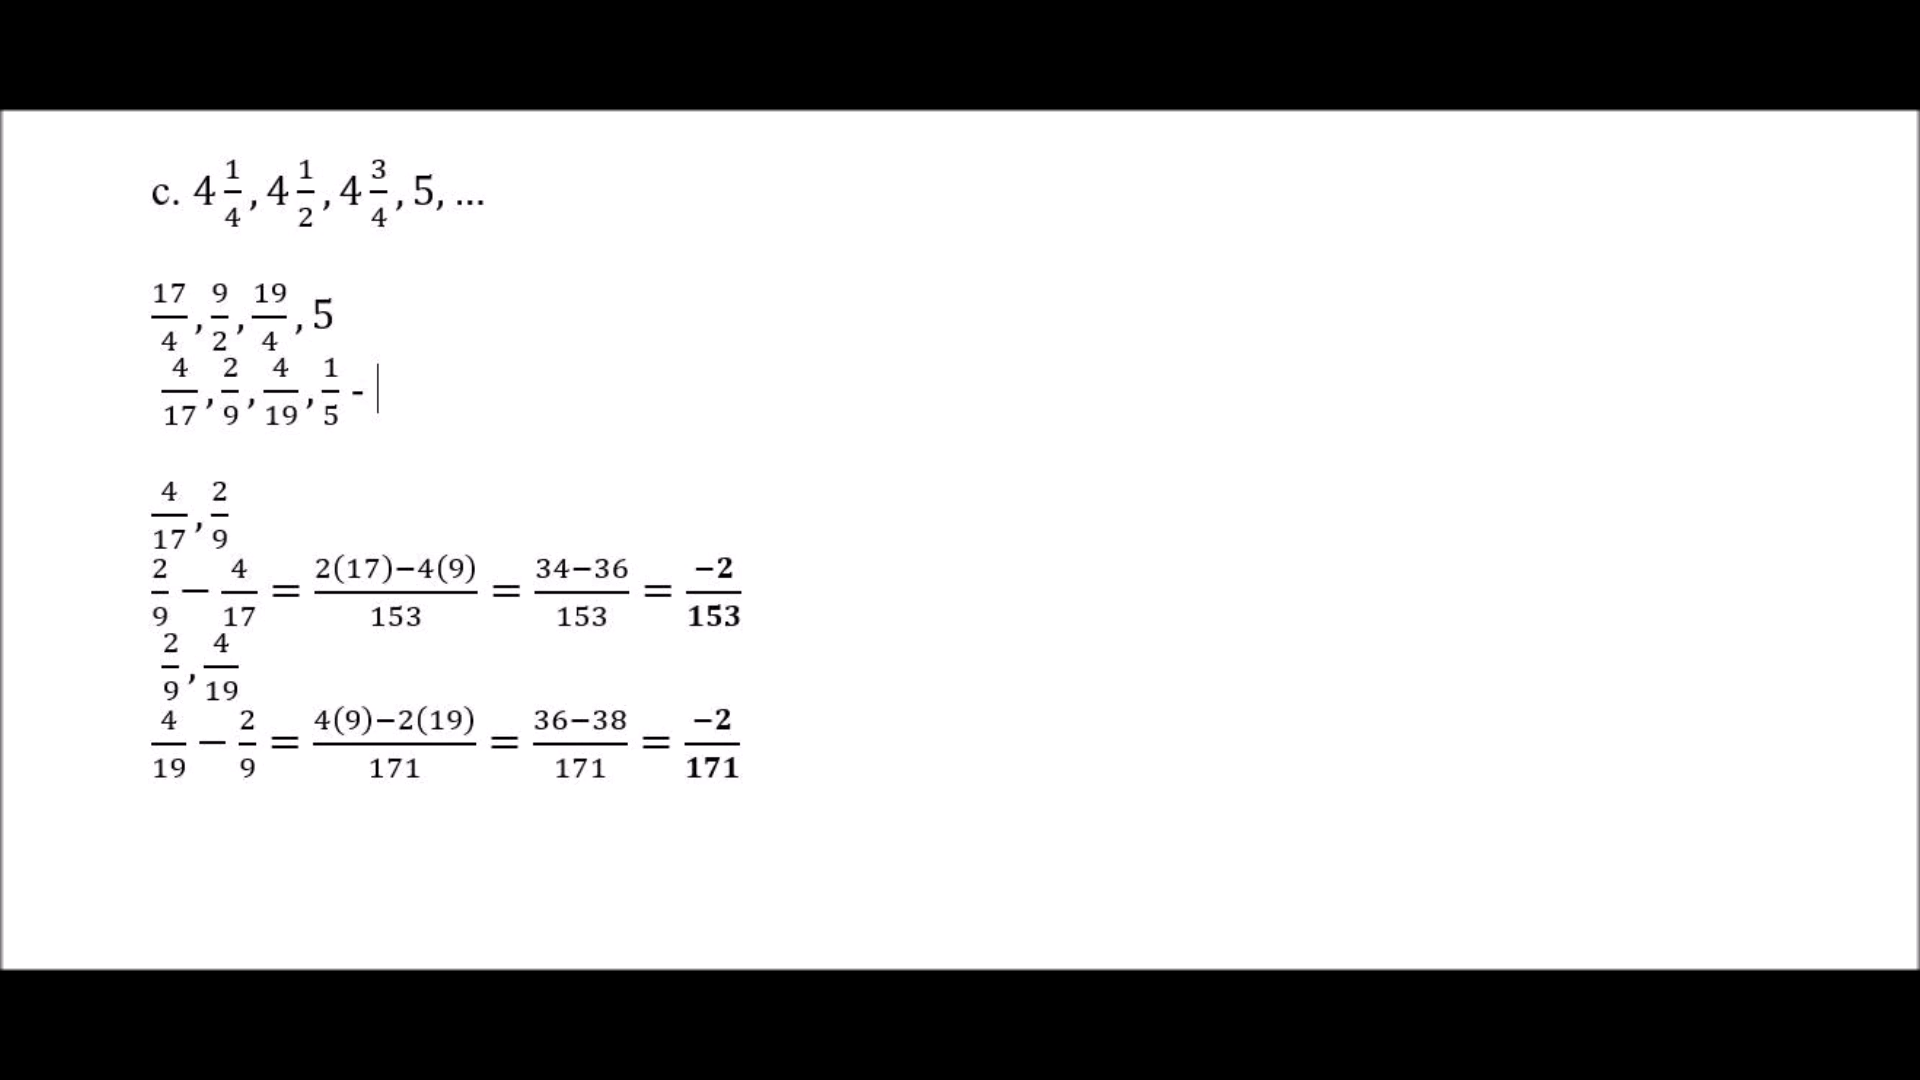 c. 4 1/4, 4 1/2, 4 3/4, 5, ...
17/4, 9/2, 19/4, 5
4/17, 2/9, 4/19, 1/5 -
4/17, 2/9
2/9 − 4/17 = 2(17)−4(9)/153 = 34−36/153 = −2/153
2/9, 4/19
4/19 − 2/9 = 4(9)−2(19)/171 = 36−38/171 = −2/171